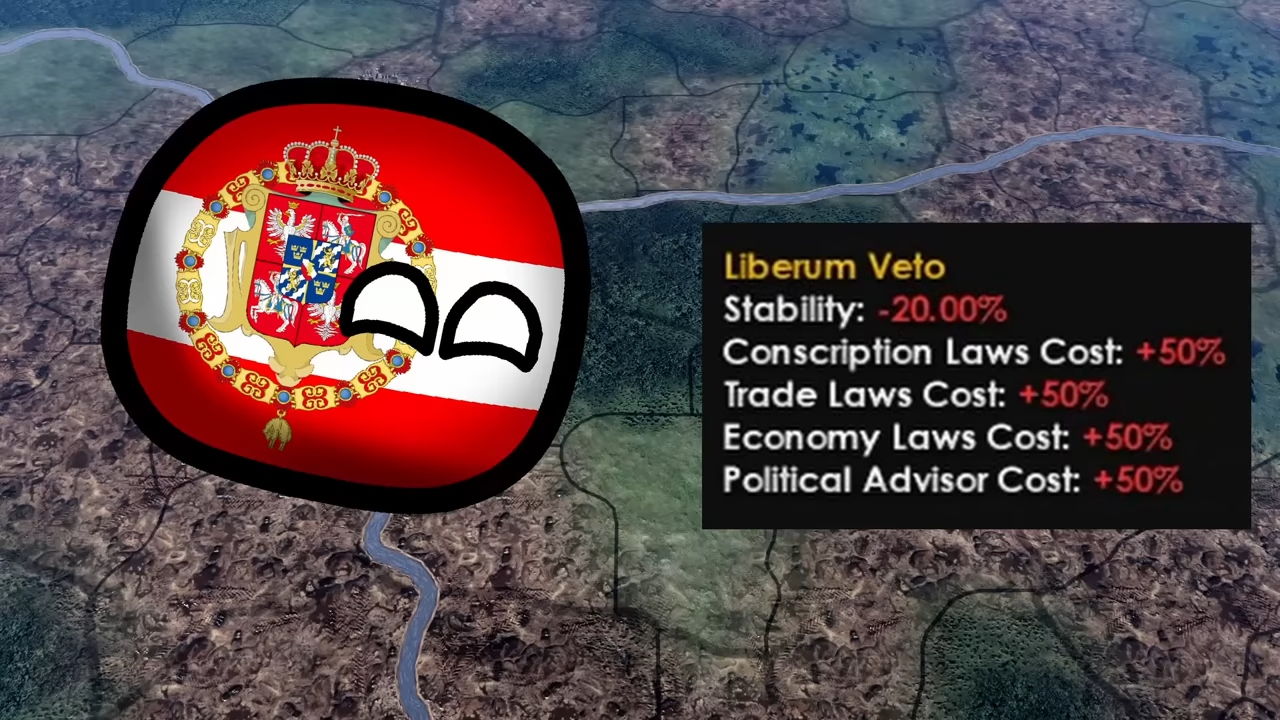 Liberum Veto
Stability: -20.00%
Conscription Laws Cost: +50%
Trade Laws Cost: +50%
Economy Laws Cost: +50%
Political Advisor Cost: +50%